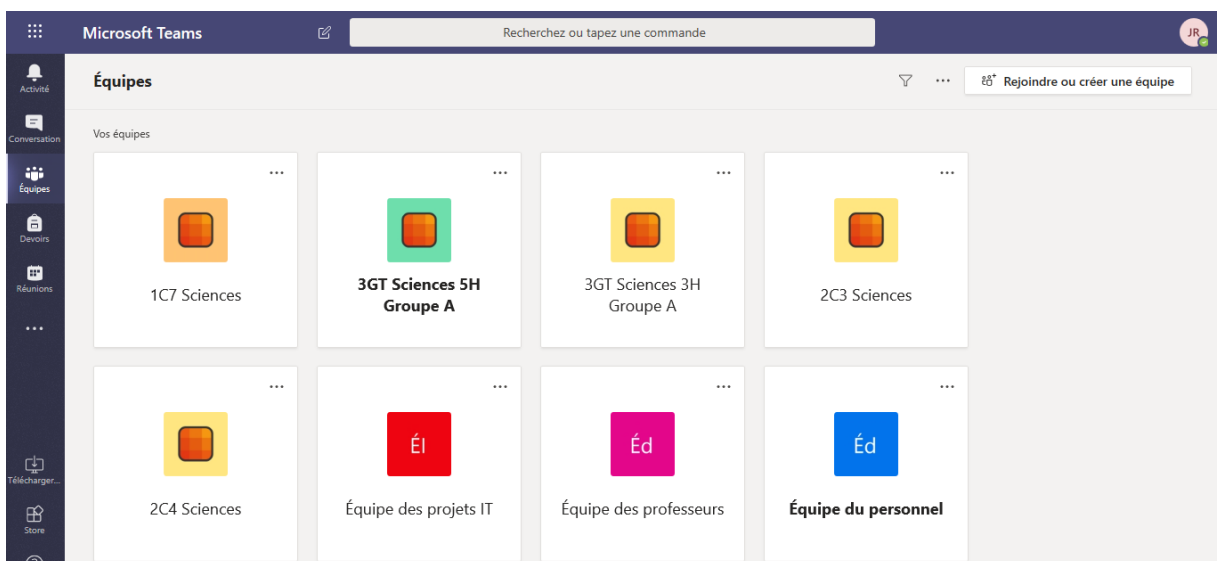 Microsoft Teams
Recherchez ou tapez une commande
JR
Activité
Conversation
Équipes
Devoirs
Réunions
Télécharger...
Store
Équipes
Rejoindre ou créer une équipe
Vos équipes
1C7 Sciences
3GT Sciences 5H
Groupe A
3GT Sciences 3H
Groupe A
2C3 Sciences
2C4 Sciences
Él
Équipe des projets IT
Éd
Équipe des professeurs
Éd
Équipe du personnel